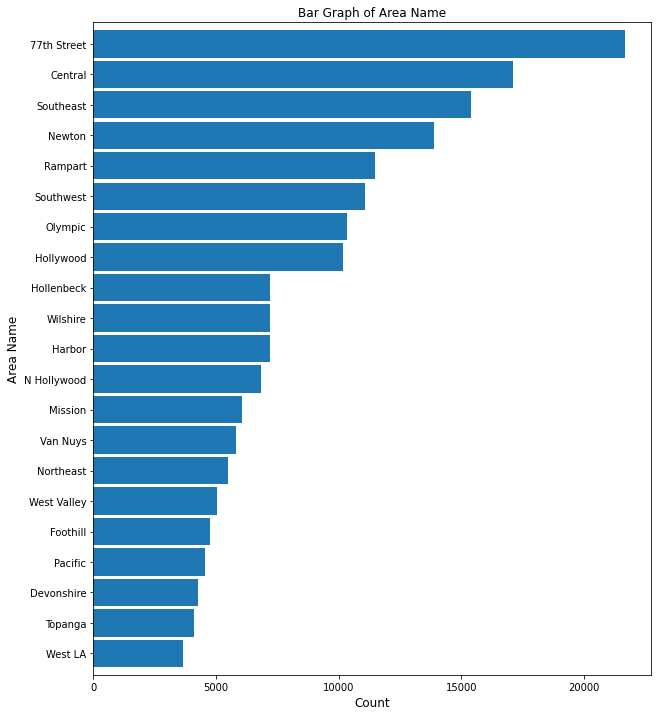 Bar Graph of Area Name
77th Street
Central
Southeast
Newton
Rampart
Southwest
Olympic
Hollywood
Hollenbeck
Wilshire
Harbor
N Hollywood
Mission
Van Nuys
Northeast
West Valley
Foothill
Pacific
Devonshire
Topanga
West LA
Area Name
0 5000 10000 15000 20000
Count